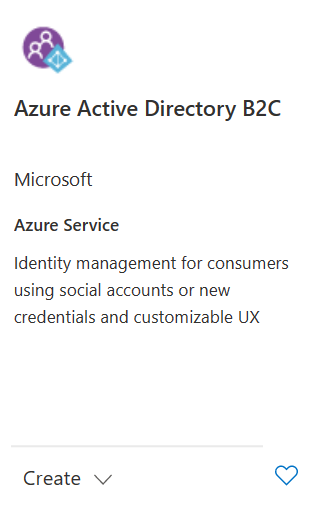 Azure Active Directory B2C
Microsoft
Azure Service
Identity management for consumers
using social accounts or new
credentials and customizable UX
Create